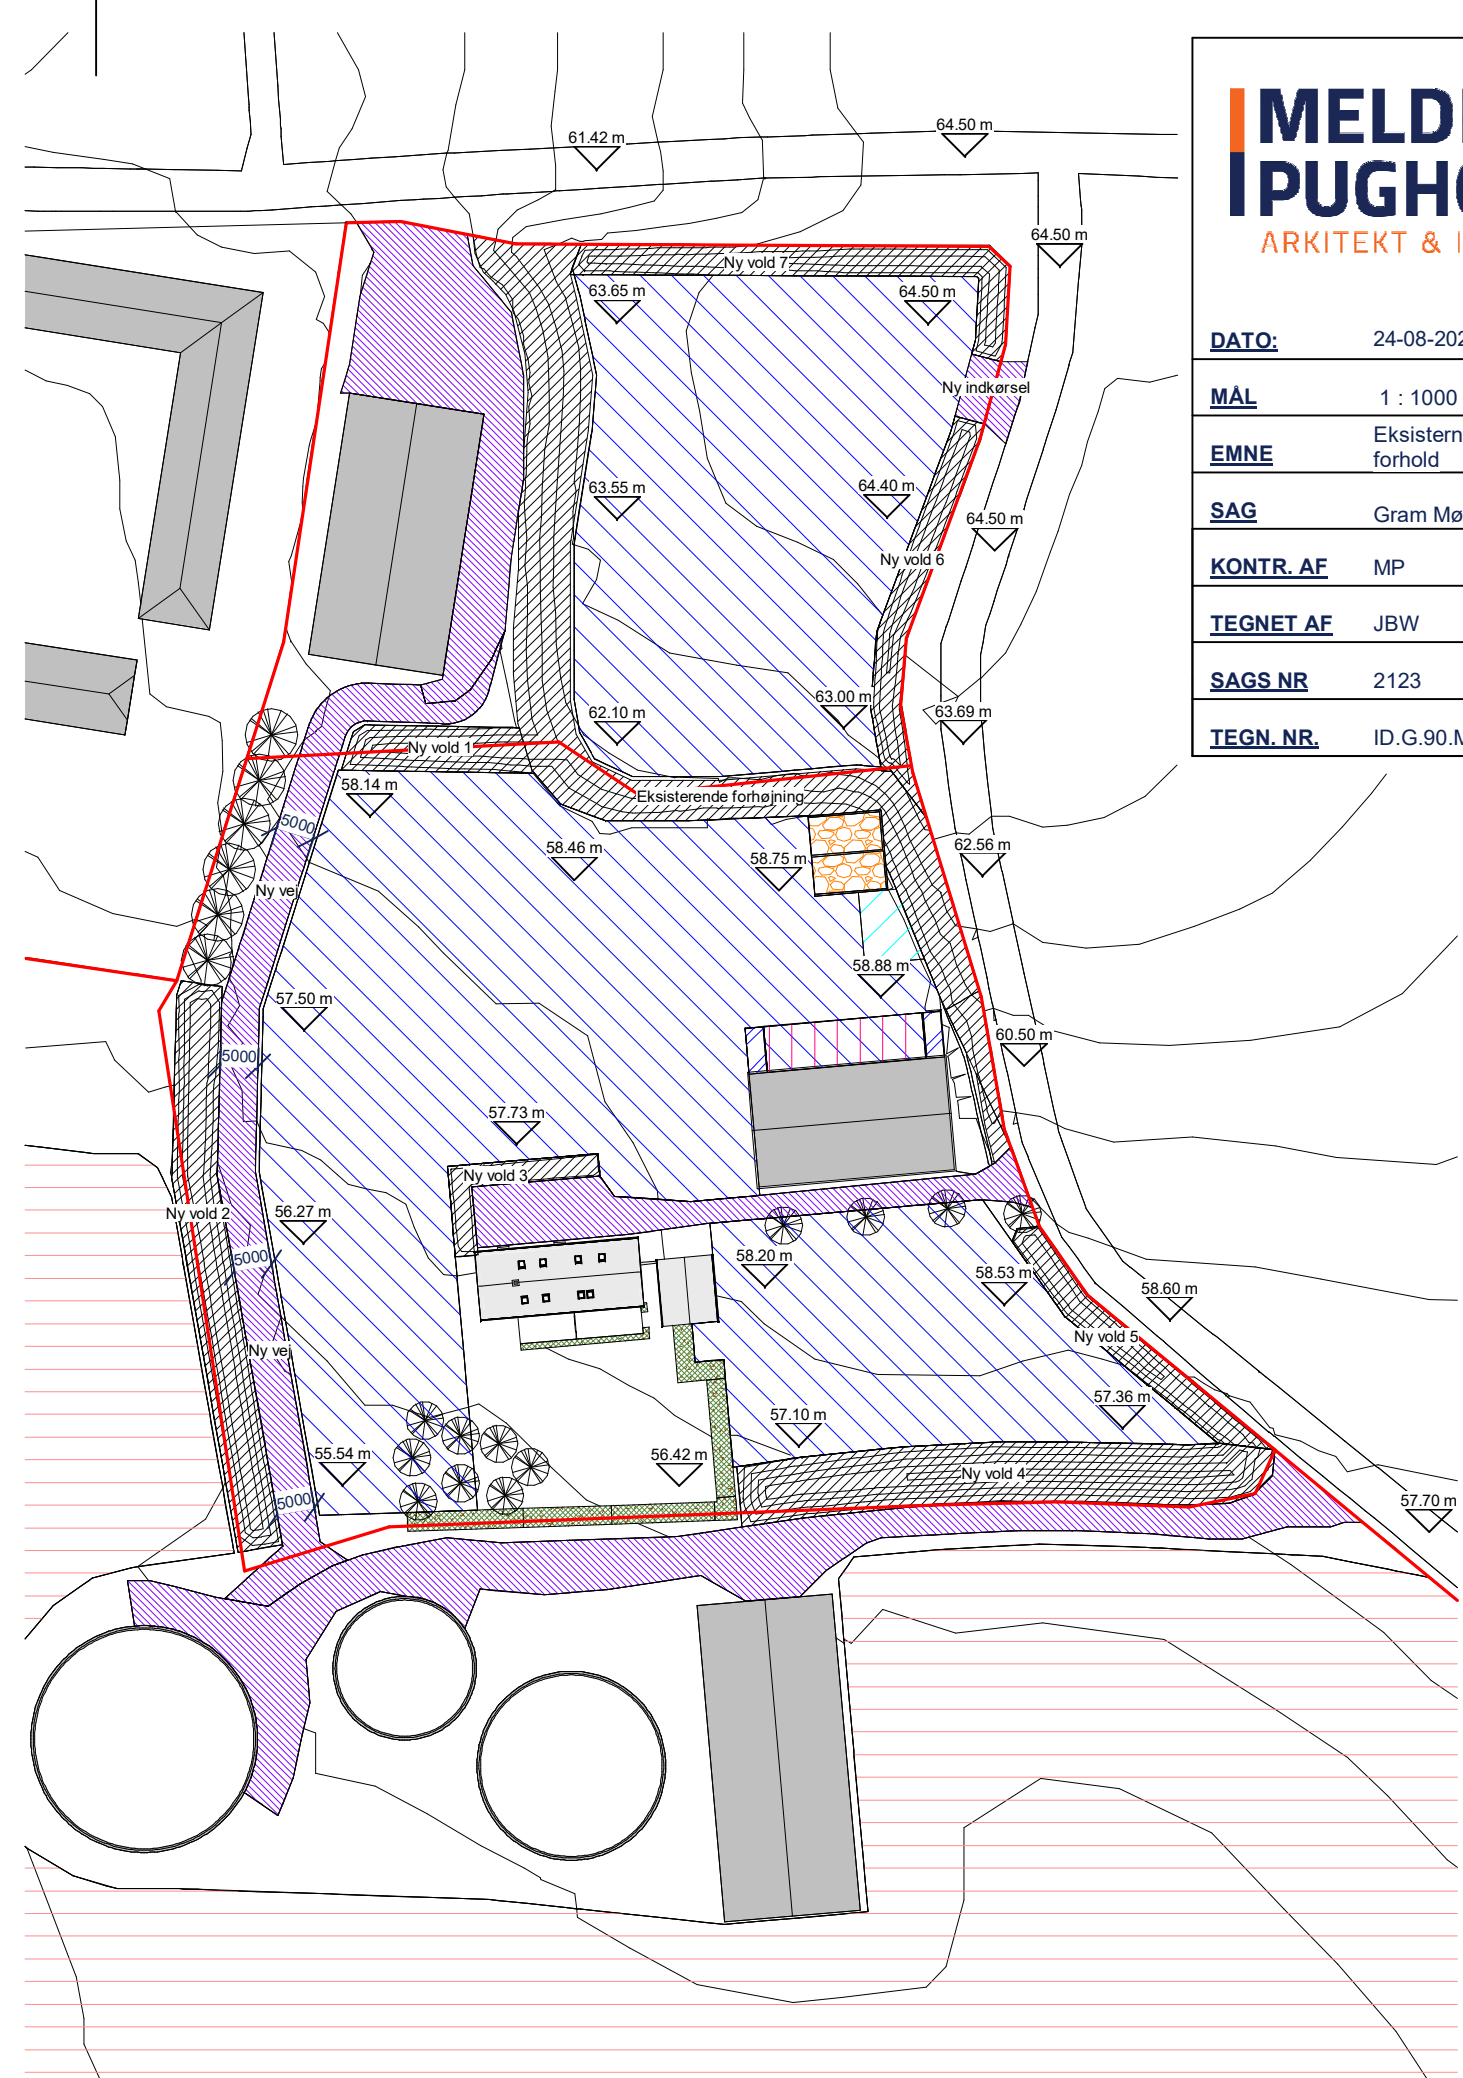 61.42 m
64.50 m
MELD
PUGH
ARKITEKT & I
64.50 m
Ny vold 7
63.65 m
64.50 m
DATO: 24-08-202
Ny indkørsel
MÅL 1 : 1000
EMNE Eksistern
forhold
63.55 m
64.40 m
64.50 m
SAGS Gram Mø
Ny vold 6
KONTR. AF MP
TEGNET AF JBW
SAGS NR 2123
63.00 m
62.10 m
63.69 m
TEGN. NR. ID.G.90.M
Ny vold 1
58.14 m
Eksisterende forhøjning
5000
58.46 m
58.75 m
62.56 m
Ny vej
58.88 m
57.50 m
60.50 m
5000
57.73 m
Ny vold 3
Ny vold 2
56.27 m
5000
58.20 m
58.53 m
58.60 m
Ny vold 5
Ny vej
57.36 m
57.10 m
55.54 m
56.42 m
Ny vold 4
5000
57.70 m